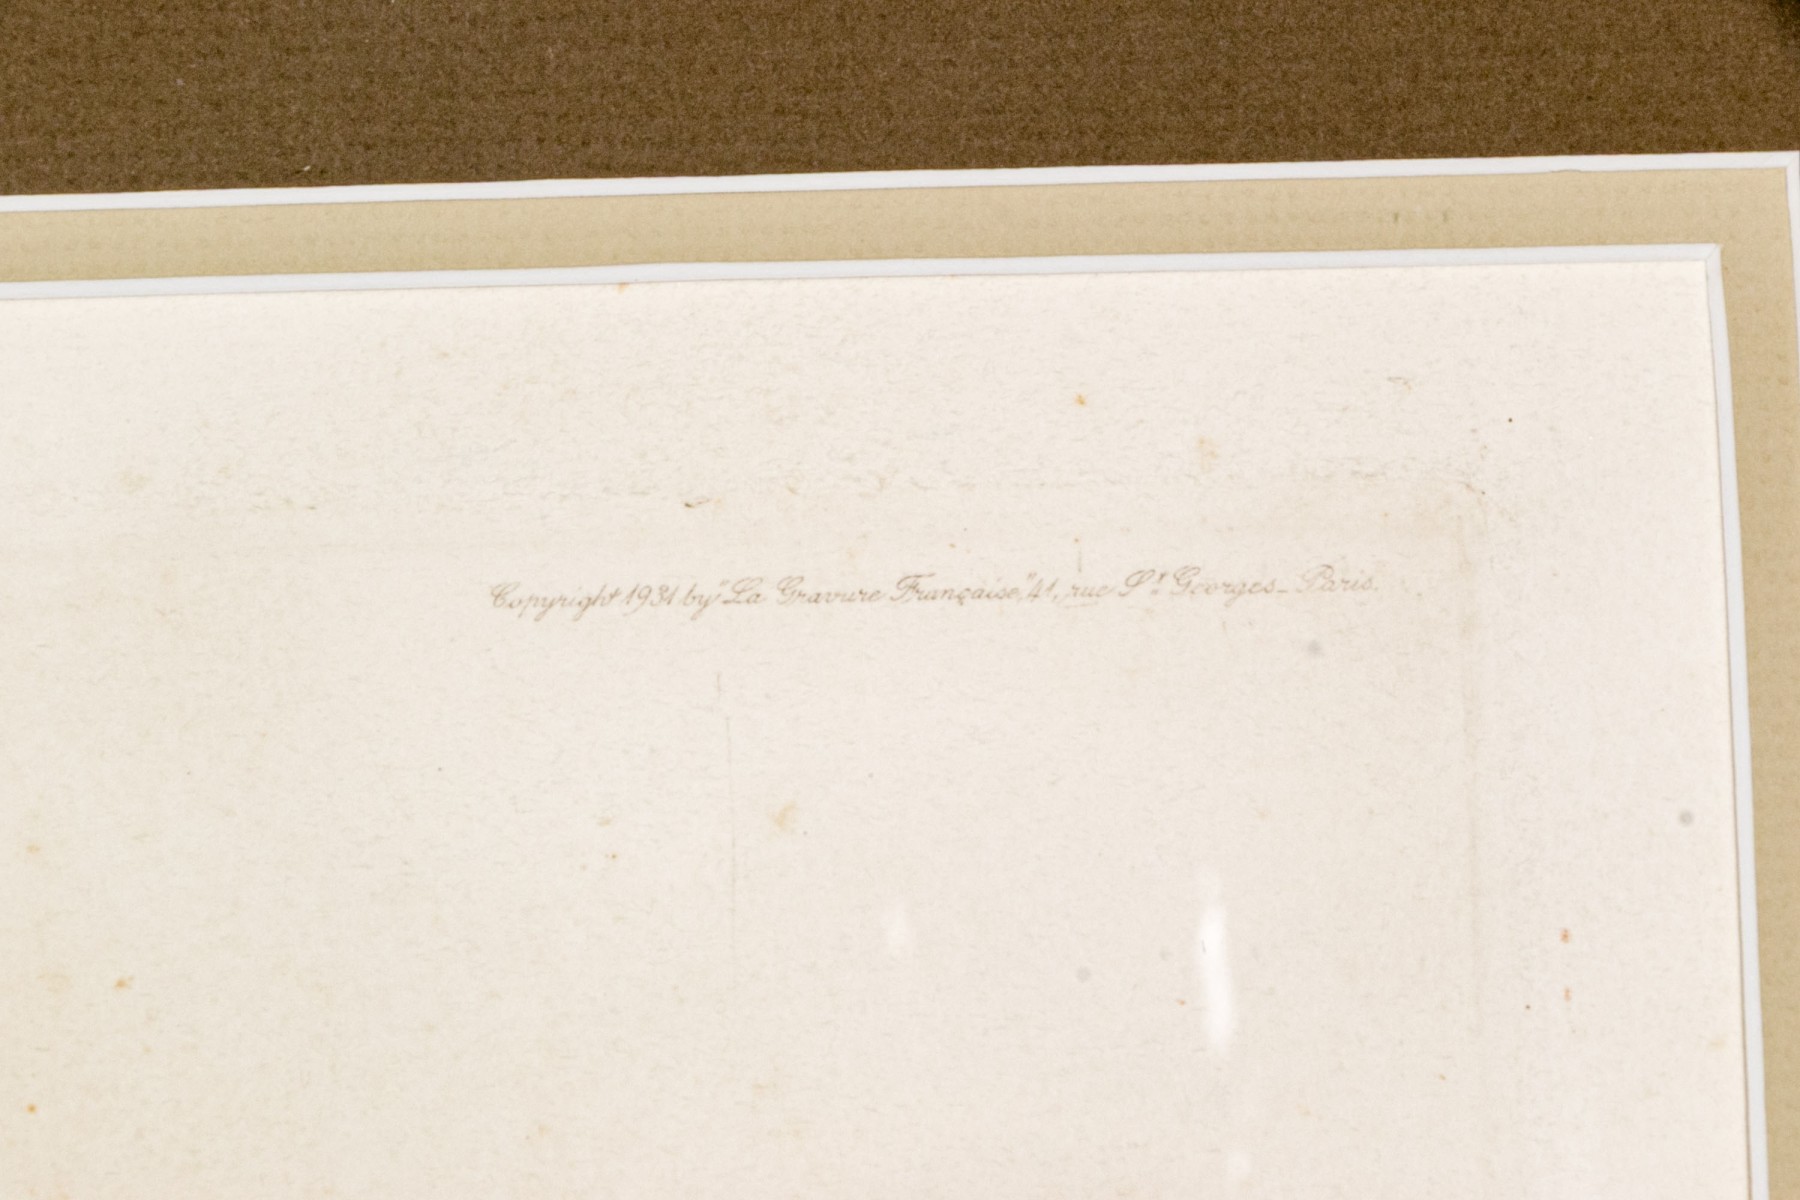 Copyright 1931 by "La Gravure Française", 41, rue St. Georges - Paris.